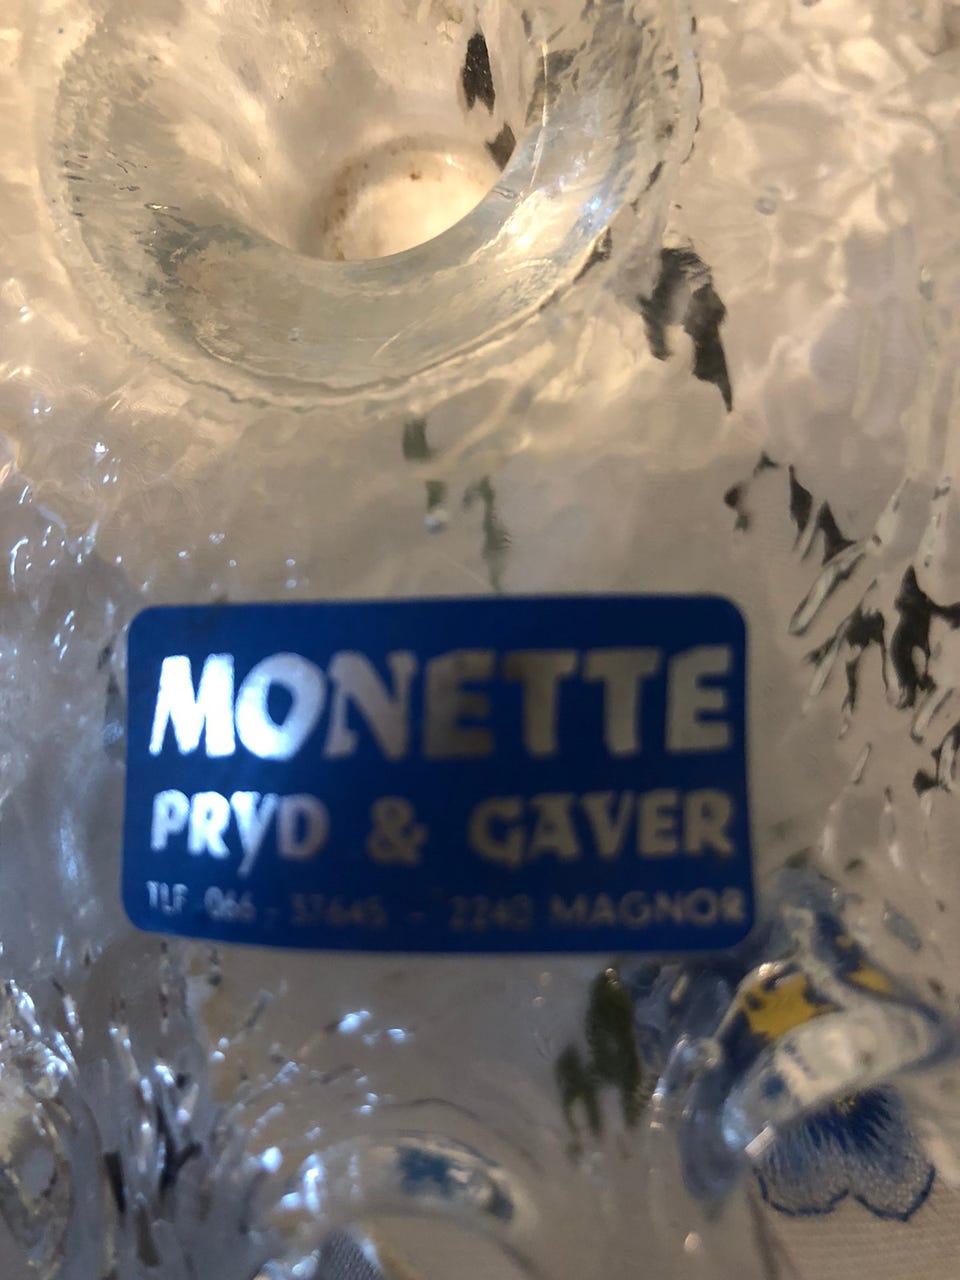 MONETTE
PRYD & GAVER
TLF 066 - 37645 - 2240 MAGNOR